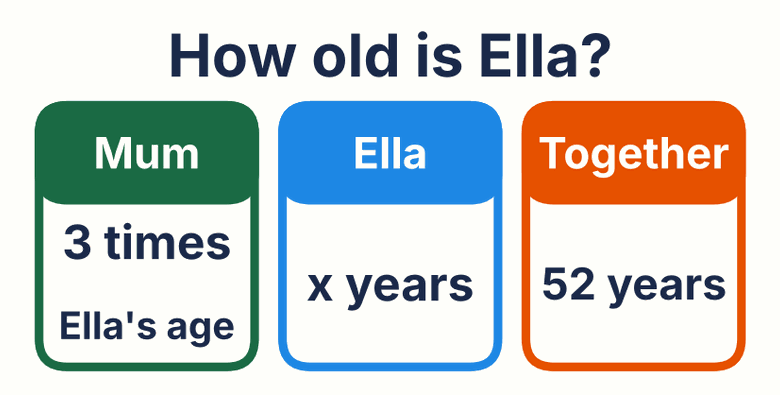 How old is Ella?
Mum
3 times
Ella's age
Ella
x years
Together
52 years